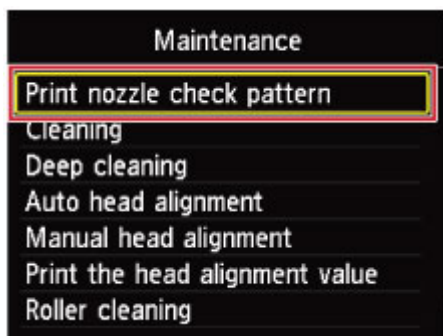 Maintenance
Print nozzle check pattern
Cleaning
Deep cleaning
Auto head alignment
Manual head alignment
Print the head alignment value
Roller cleaning